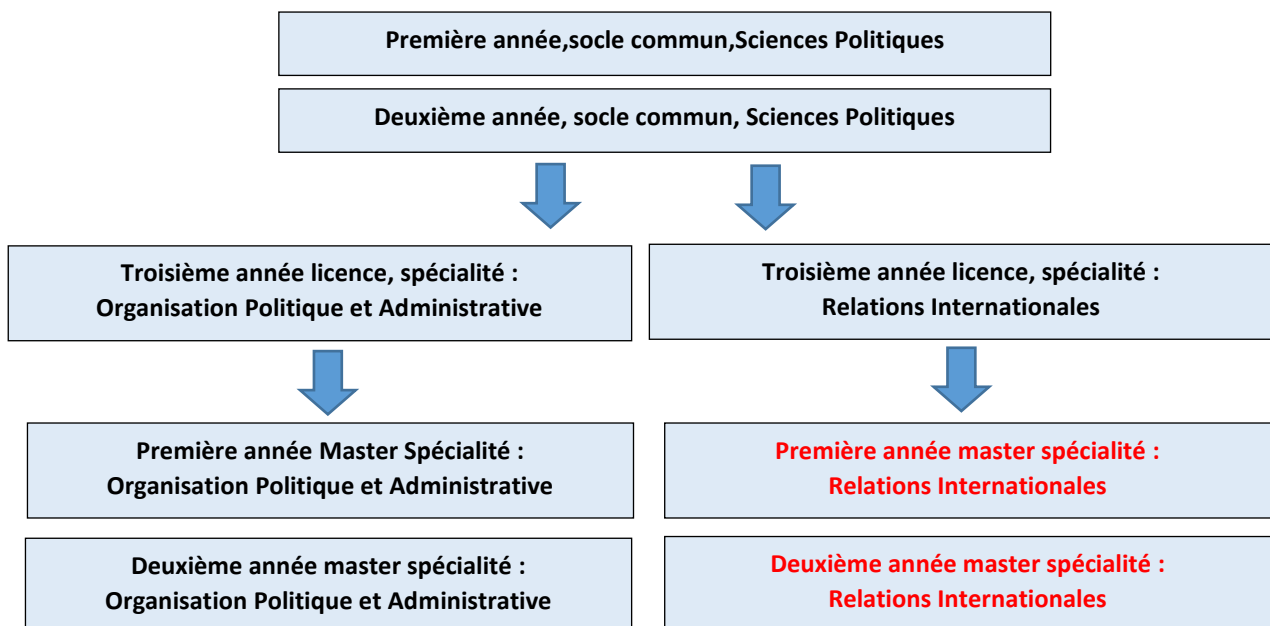 Première année,socle commun,Sciences Politiques
Deuxième année, socle commun, Sciences Politiques
Troisième année licence, spécialité :
Organisation Politique et Administrative
Troisième année licence, spécialité :
Relations Internationales
Première année Master Spécialité :
Organisation Politique et Administrative
Première année master spécialité :
Relations Internationales
Deuxième année master spécialité :
Organisation Politique et Administrative
Deuxième année master spécialité :
Relations Internationales